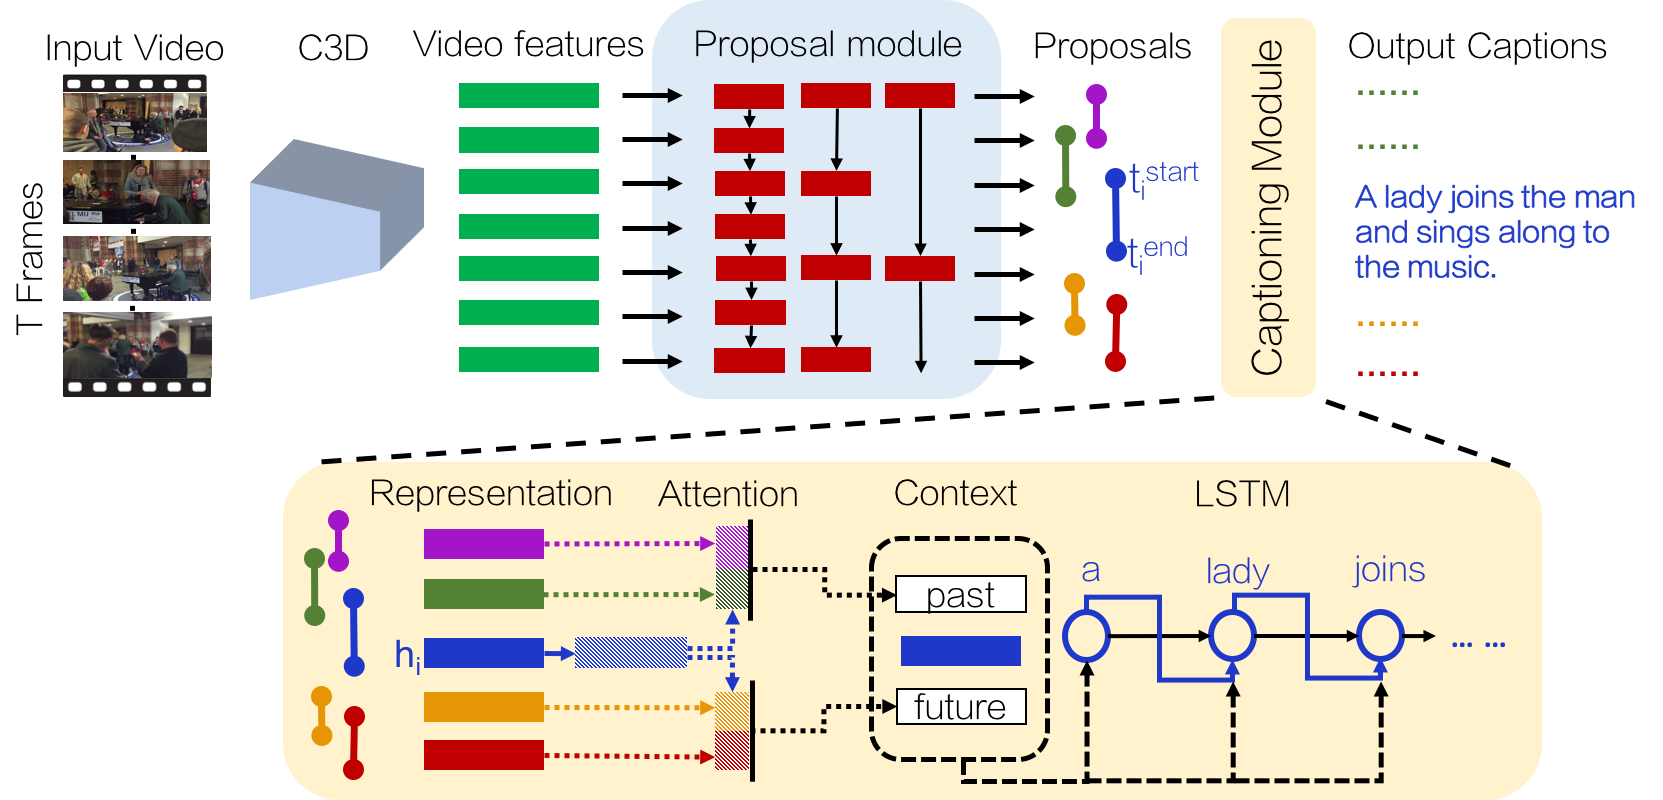 Input Video
C3D
Video features
Proposal module
Proposals
Captioning Module
Output Captions
T Frames
......
......
t_i^start
t_i^end
A lady joins the man
and sings along to
the music.
......
......
Representation
Attention
Context
LSTM
h_i
past
future
a
lady
joins
... ...